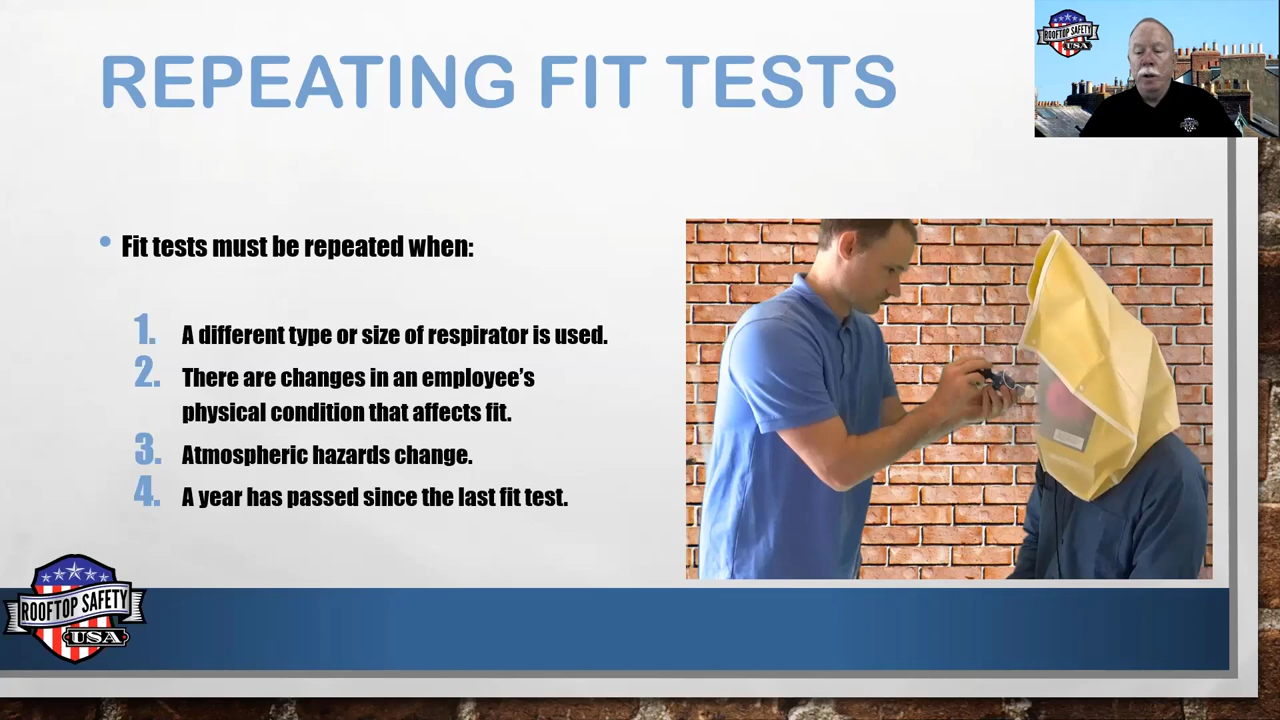 REPEATING FIT TESTS
ROOFTOP SAFETY
USA
• Fit tests must be repeated when:
1. A different type or size of respirator is used.
2. There are changes in an employee’s
physical condition that affects fit.
3. Atmospheric hazards change.
4. A year has passed since the last fit test.
ROOFTOP SAFETY
USA